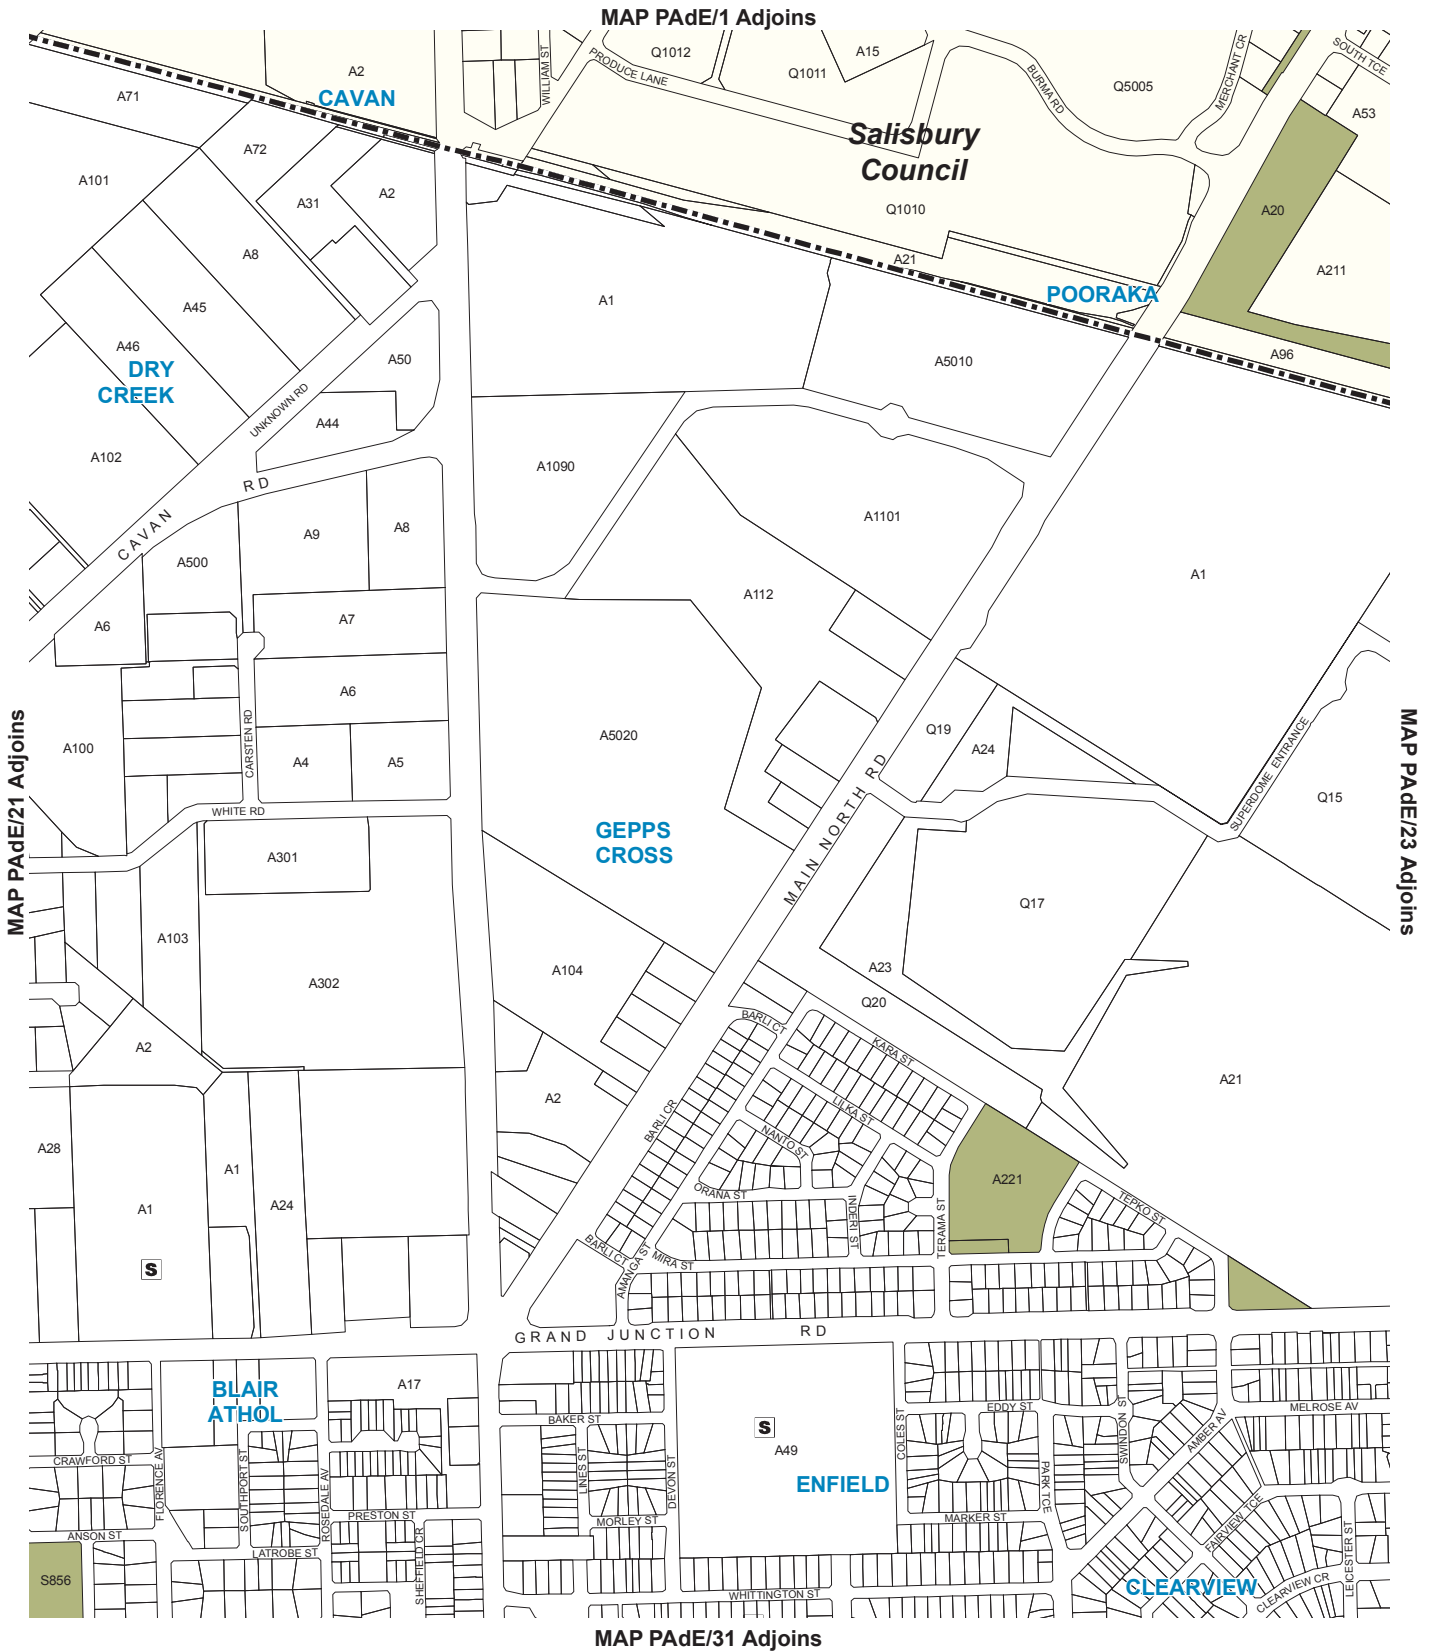 MAP PAdE/1 Adjoins
Q1012
A15
A2
WILLIAM ST
PRODUCE LANE
Q1011
BURMA RD
Q5005
MERCHANT CR
SOUTH TCE
A71
CAVAN
A53
Salisbury
Council
A72
A101
A31
A2
Q1010
A20
A8
A21
A211
POORAKA
A1
A45
A46
A50
A5010
A96
DRY
CREEK
UNKNOWN RD
A44
A102
A1090
CAVAN RD
A1101
A9
A8
A500
A1
A112
A6
A7
A6
CARSTEN RD
A100
A4
A5
A5020
Q19
A24
MAIN NORTH RD
SUPERDOME ENTRANCE
Q15
MAP PAdE/21 Adjoins
MAP PAdE/23 Adjoins
WHITE RD
GEPPS
CROSS
A301
Q17
A103
A302
A104
A23
Q20
BARLI CT
KARA ST
A2
A21
A2
LILKA ST
BARLI CR
NANTO ST
A28
A1
A221
ORANA ST
TEPKO ST
A1
A24
INDERI ST
TERAMA ST
BARLI CT
AMANGA ST
MIRA ST
S
GRAND JUNCTION RD
BLAIR
ATHOL
A17
BAKER ST
EDDY ST
MELROSE AV
S
A49
COLES ST
SWINDON ST
AMBER AV
CRAWFORD ST
FLORENCE AV
SOUTHPORT ST
ROSEDALE AV
LINES ST
DEVON ST
ENFIELD
PARK TCE
PRESTON ST
MORLEY ST
MARKER ST
FAIRVIEW TCE
ANSON ST
LATROBE ST
SHEFFIELD CR
LEICESTER ST
S856
WHITTINGTON ST
CLEARVIEW
CLEARVIEW CR
MAP PAdE/31 Adjoins